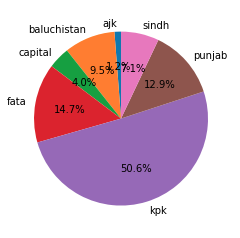 ajk
sindh
baluchistan
punjab
capital
1.2%
7.1%
9.5%
4.0%
12.9%
fata
14.7%
50.6%
kpk